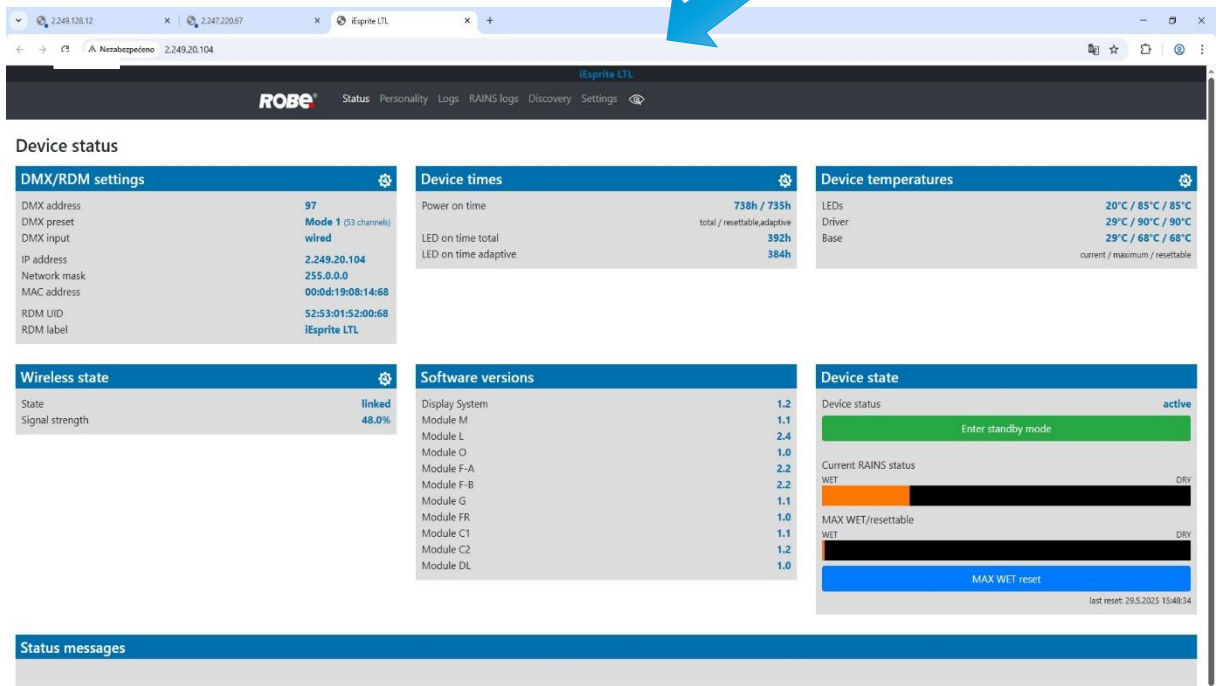 2.249.128.12
2.247.220.67
iEsprite LTL
Nezabezpečeno 2.249.20.104
iEsprite LTL
ROBE® Status Personality Logs RAINS logs Discovery Settings
Device status
DMX/RDM settings
DMX address 97
DMX preset Mode 1 (53 channels)
DMX input wired
IP address 2.249.20.104
Network mask 255.0.0.0
MAC address 00:0d:19:08:14:68
RDM UID 52:53:01:52:00:68
RDM label iEsprite LTL
Device times
Power on time 738h / 735h
total / resettable,adaptive
LED on time total 392h
LED on time adaptive 384h
Device temperatures
LEDs 20°C / 85°C / 85°C
Driver 29°C / 90°C / 90°C
Base 29°C / 68°C / 68°C
current / maximum / resettable
Wireless state
State linked
Signal strength 48.0%
Software versions
Display System 1.2
Module M 1.1
Module L 2.4
Module O 1.0
Module F-A 2.2
Module F-B 2.2
Module G 1.1
Module FR 1.0
Module C1 1.1
Module C2 1.2
Module DL 1.0
Device state
Device status active
Enter standby mode
Current RAINS status
WET DRY
MAX WET/resettable
WET DRY
MAX WET reset
last reset: 29.5.2025 15:48:34
Status messages